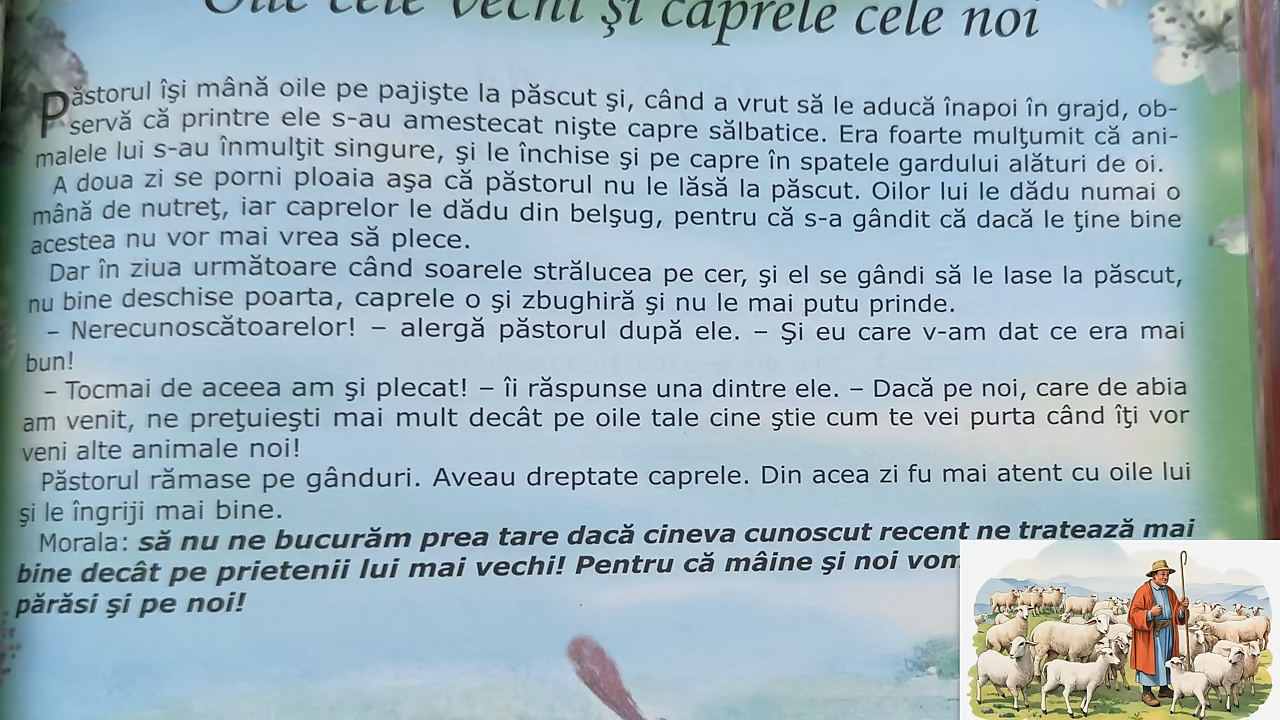 Oile cele vechi şi caprele cele noi
Păstorul îşi mână oile pe pajişte la păscut şi, când a vrut să le aducă înapoi în grajd, ob-
servă că printre ele s-au amestecat nişte capre sălbatice. Era foarte mulţumit că ani-
malele lui s-au înmulţit singure, şi le închise şi pe capre în spatele gardului alături de oi.
A doua zi se porni ploaia aşa că păstorul nu le lăsă la păscut. Oilor lui le dădu numai o
mână de nutreţ, iar caprelor le dădu din belşug, pentru că s-a gândit că dacă le ţine bine
acestea nu vor mai vrea să plece.
Dar în ziua următoare când soarele strălucea pe cer, şi el se gândi să le lase la păscut,
nu bine deschise poarta, caprele o şi zbughiră şi nu le mai putu prinde.
– Nerecunoscătoarelor! – alergă păstorul după ele. – Şi eu care v-am dat ce era mai
bun!
– Tocmai de aceea am şi plecat! – îi răspunse una dintre ele. – Dacă pe noi, care de abia
am venit, ne preţuieşti mai mult decât pe oile tale cine ştie cum te vei purta când îţi vor
veni alte animale noi!
Păstorul rămase pe gânduri. Aveau dreptate caprele. Din acea zi fu mai atent cu oile lui
şi le îngriji mai bine.
Morala: să nu ne bucurăm prea tare dacă cineva cunoscut recent ne tratează mai
bine decât pe prietenii lui mai vechi! Pentru că mâine şi noi vom
părăsi şi pe noi!